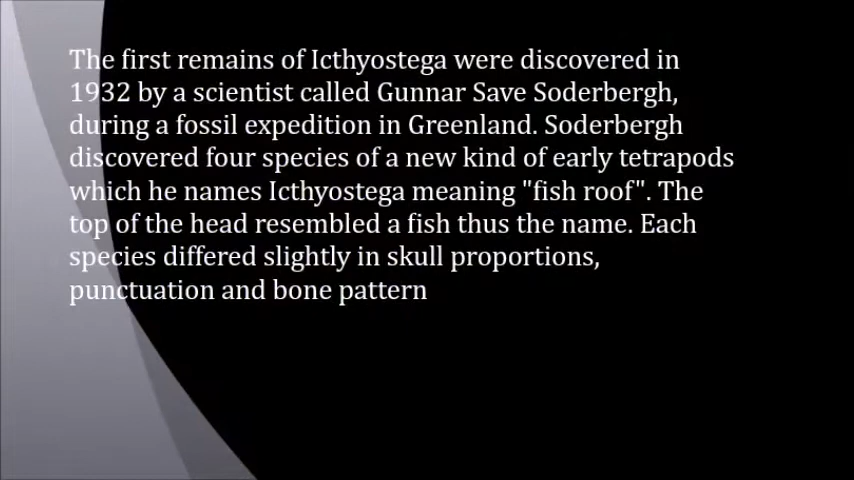 The first remains of Icthyostega were discovered in
1932 by a scientist called Gunnar Save Soderbergh,
during a fossil expedition in Greenland. Soderbergh
discovered four species of a new kind of early tetrapods
which he names Icthyostega meaning "fish roof". The
top of the head resembled a fish thus the name. Each
species differed slightly in skull proportions,
punctuation and bone pattern